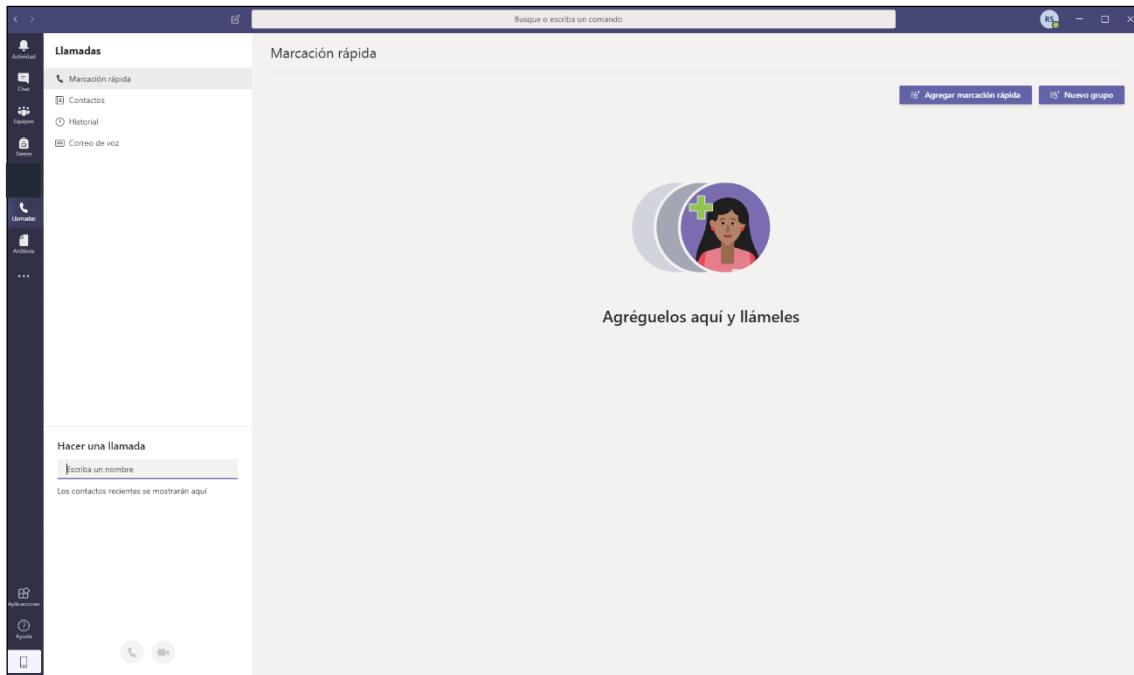 Busque o escriba un comando
RS
Actividad
Chat
Equipos
Tareas
Llamadas
Archivos
Aplicaciones
Ayuda
Llamadas
Marcación rápida
Contactos
Historial
Correo de voz
Hacer una llamada
Escriba un nombre
Los contactos recientes se mostrarán aquí
Marcación rápida
Agregar marcación rápida
Nuevo grupo
Agréguelos aquí y llámeles